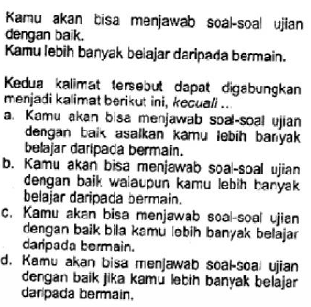 Kamu akan bisa menjawab soal-soal ujian
dengan baik.
Kamu lebih banyak belajar daripada bermain.
Kedua kalimat tersebut dapat digabungkan
menjadi kalimat berikut ini, kecuali ...
a. Kamu akan bisa menjawab soal-soal ujian
dengan baik asalkan kamu lebih banyak
belajar daripada bermain.
b. Kamu akan bisa menjawab soal-soal ujian
dengan baik walaupun kamu lebih banyak
belajar daripada bermain.
c. Kamu akan bisa menjawab soal-soal ujian
dengan baik bila kamu lebih banyak belajar
daripada bermain.
d. Kamu akan bisa menjawab soal-soal ujian
dengan baik jika kamu lebih banyak belajar
daripada bermain.